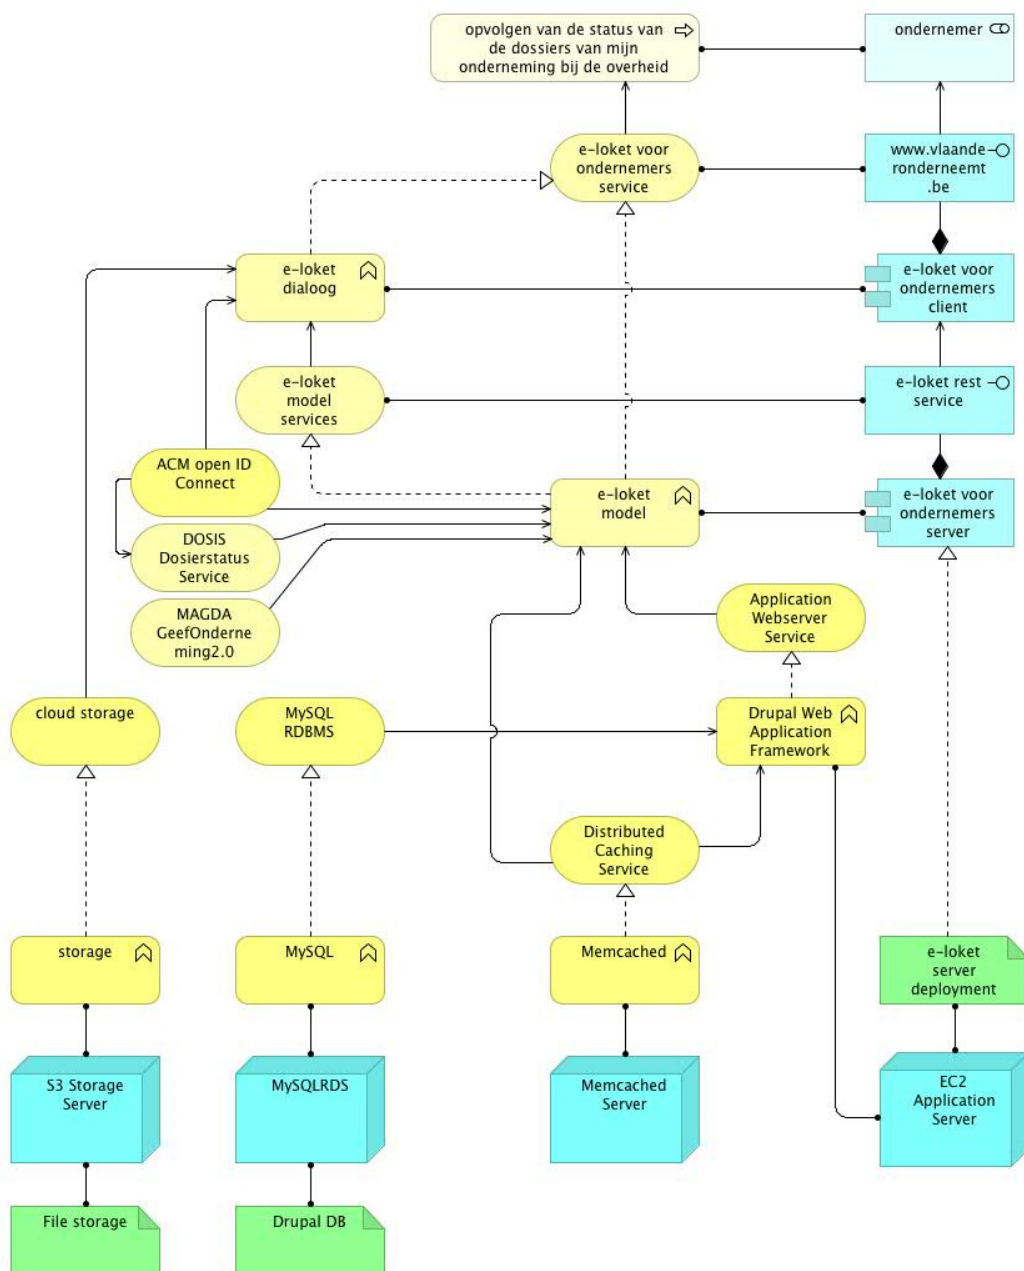 opvolgen van de status van
de dossiers van mijn
onderneming bij de overheid
ondernemer
e-loket voor
ondernemers
service
www.vlaande
ronderneemt
.be
e-loket
dialoog
e-loket voor
ondernemers
client
e-loket
model
services
e-loket rest
service
ACM open ID
Connect
e-loket
model
e-loket voor
ondernemers
server
DOSIS
Dosierstatus
Service
MAGDA
GeefOnderne
ming2.0
Application
Webserver
Service
cloud storage
MySQL
RDBMS
Drupal Web
Application
Framework
Distributed
Caching
Service
storage
MySQL
Memcached
e-loket
server
deployment
S3 Storage
Server
MySQLRDS
Memcached
Server
EC2
Application
Server
File storage
Drupal DB